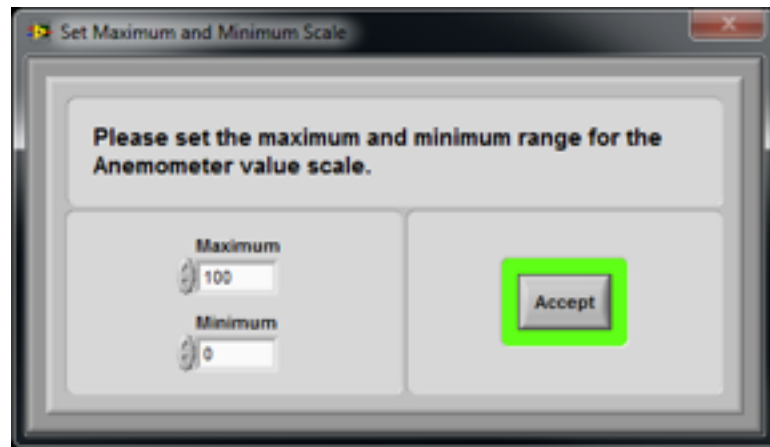 Set Maximum and Minimum Scale
Please set the maximum and minimum range for the
Anemometer value scale.
Maximum
100
Minimum
0
Accept